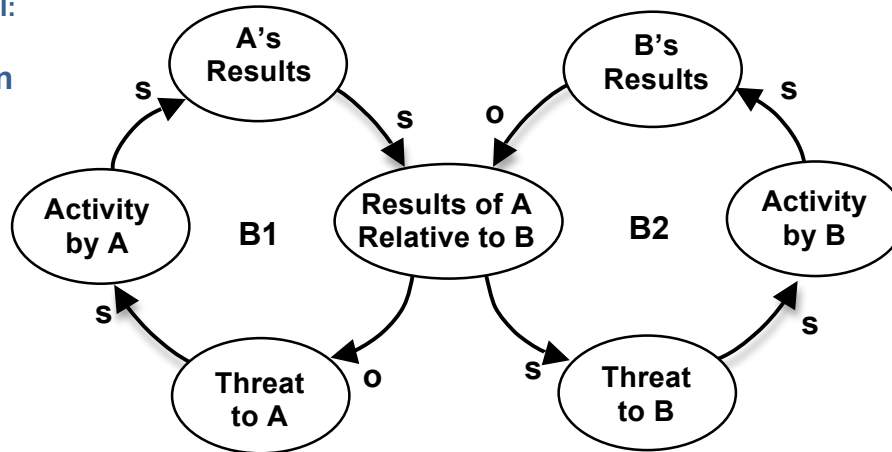 l:
n
A's
Results
B's
Results
s
s
s
o
Activity
by A
B1
Results of A
Relative to B
B2
Activity
by B
s
o
s
s
Threat
to A
Threat
to B